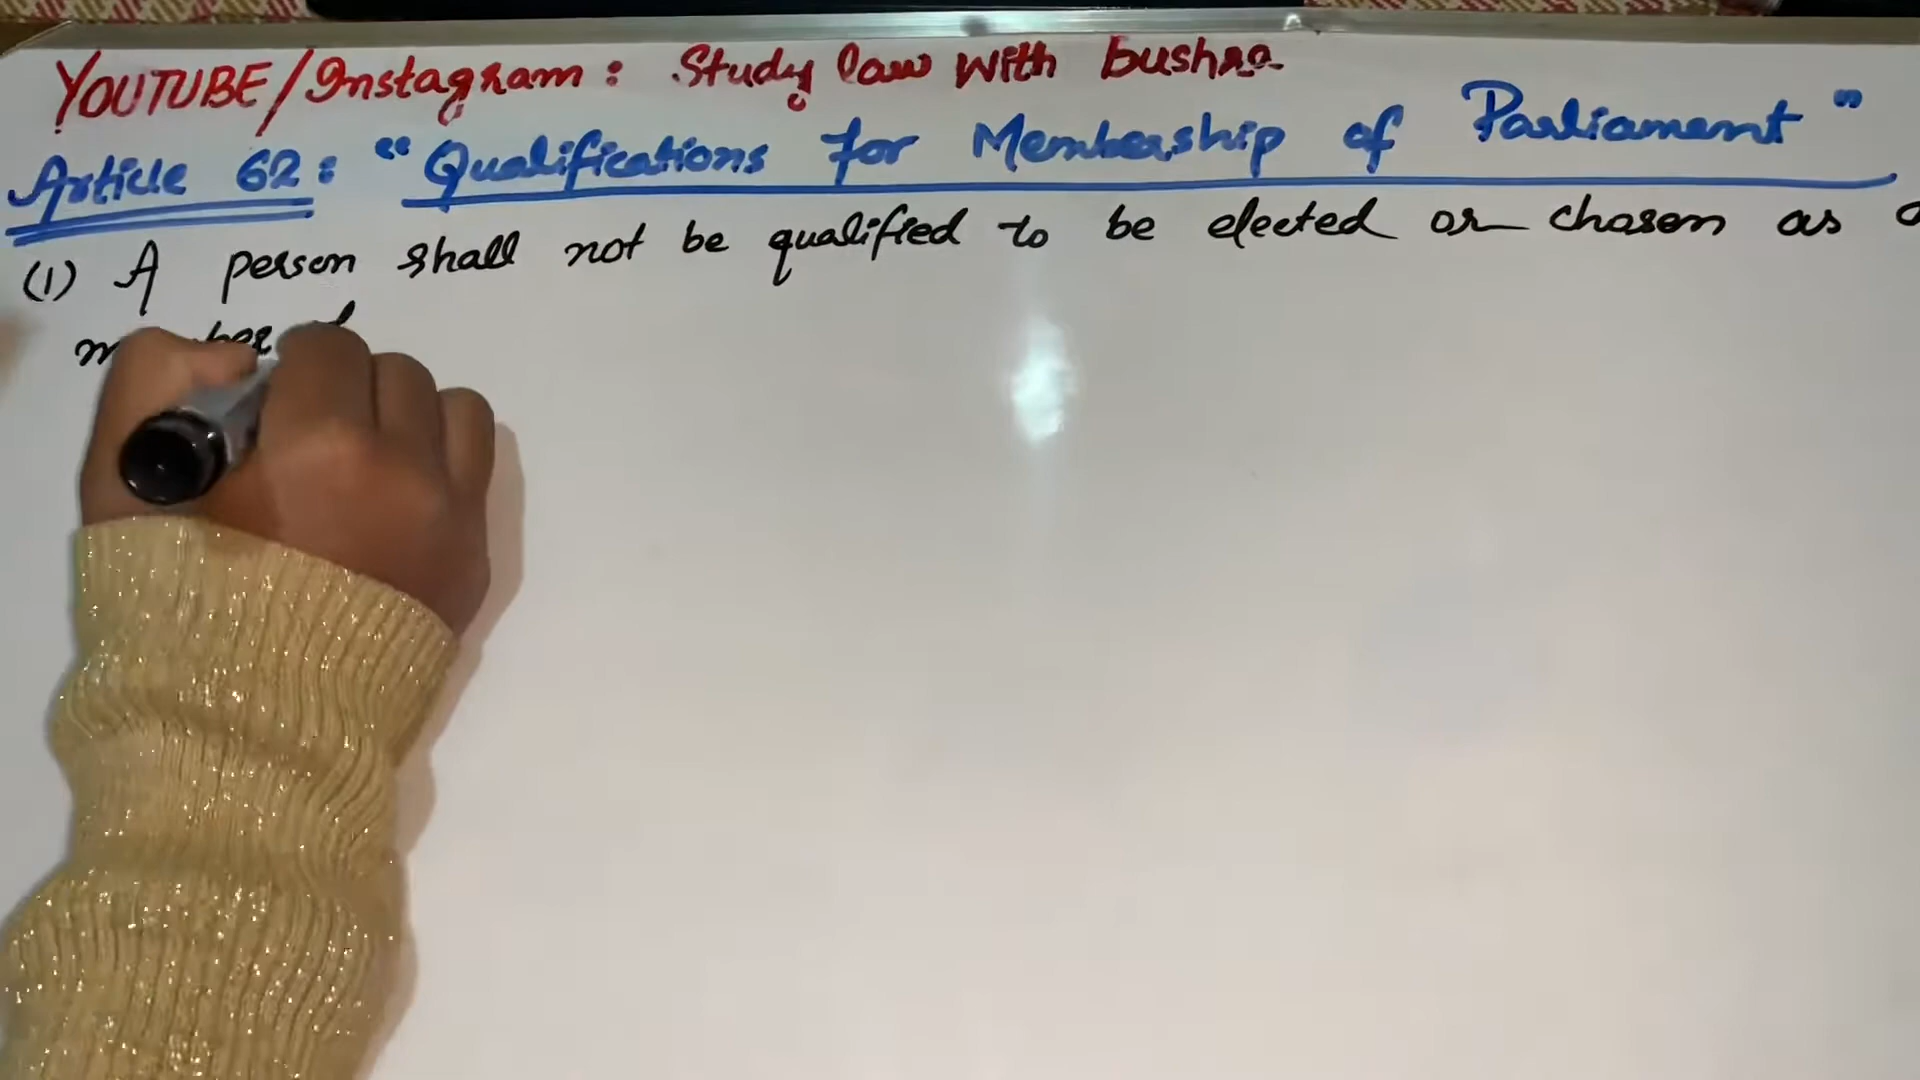 YOUTUBE/Instagram: Study law with bushra
Article 62: "Qualifications for Membership of Parliament"
(1) A person shall not be qualified to be elected or chosen as a